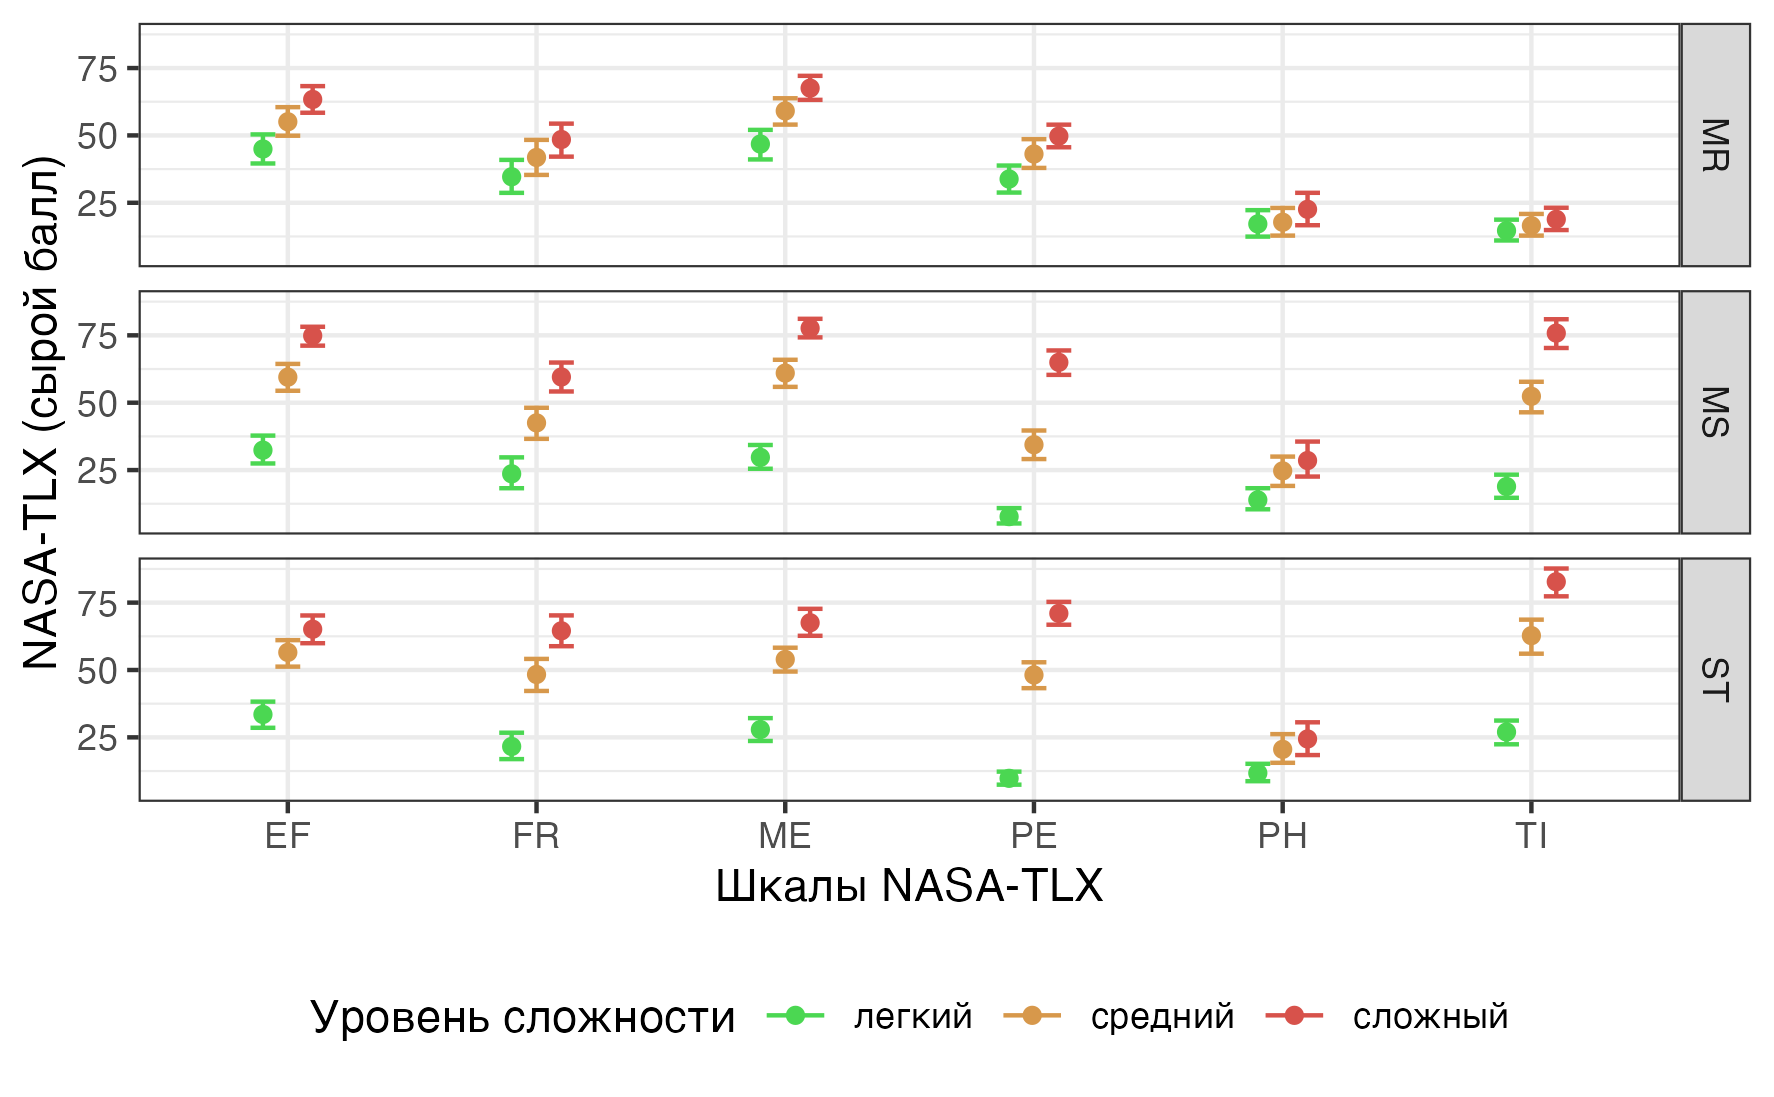 NASA-TLX (сырой балл)
75
50
25
MR
75
50
25
MS
75
50
25
ST
EF FR ME PE PH TI
Шкалы NASA-TLX
Уровень сложности легкий средний сложный